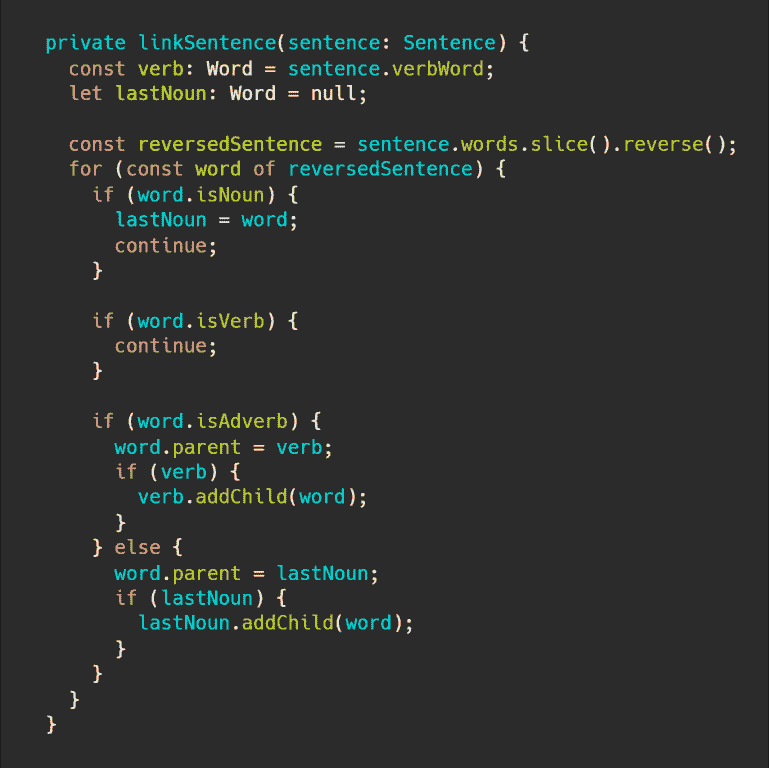 private linkSentence(sentence: Sentence) {
  const verb: Word = sentence.verbWord;
  let lastNoun: Word = null;

  const reversedSentence = sentence.words.slice().reverse();
  for (const word of reversedSentence) {
    if (word.isNoun) {
      lastNoun = word;
      continue;
    }

    if (word.isVerb) {
      continue;
    }

    if (word.isAdverb) {
      word.parent = verb;
      if (verb) {
        verb.addChild(word);
      }
    } else {
      word.parent = lastNoun;
      if (lastNoun) {
        lastNoun.addChild(word);
      }
    }
  }
}